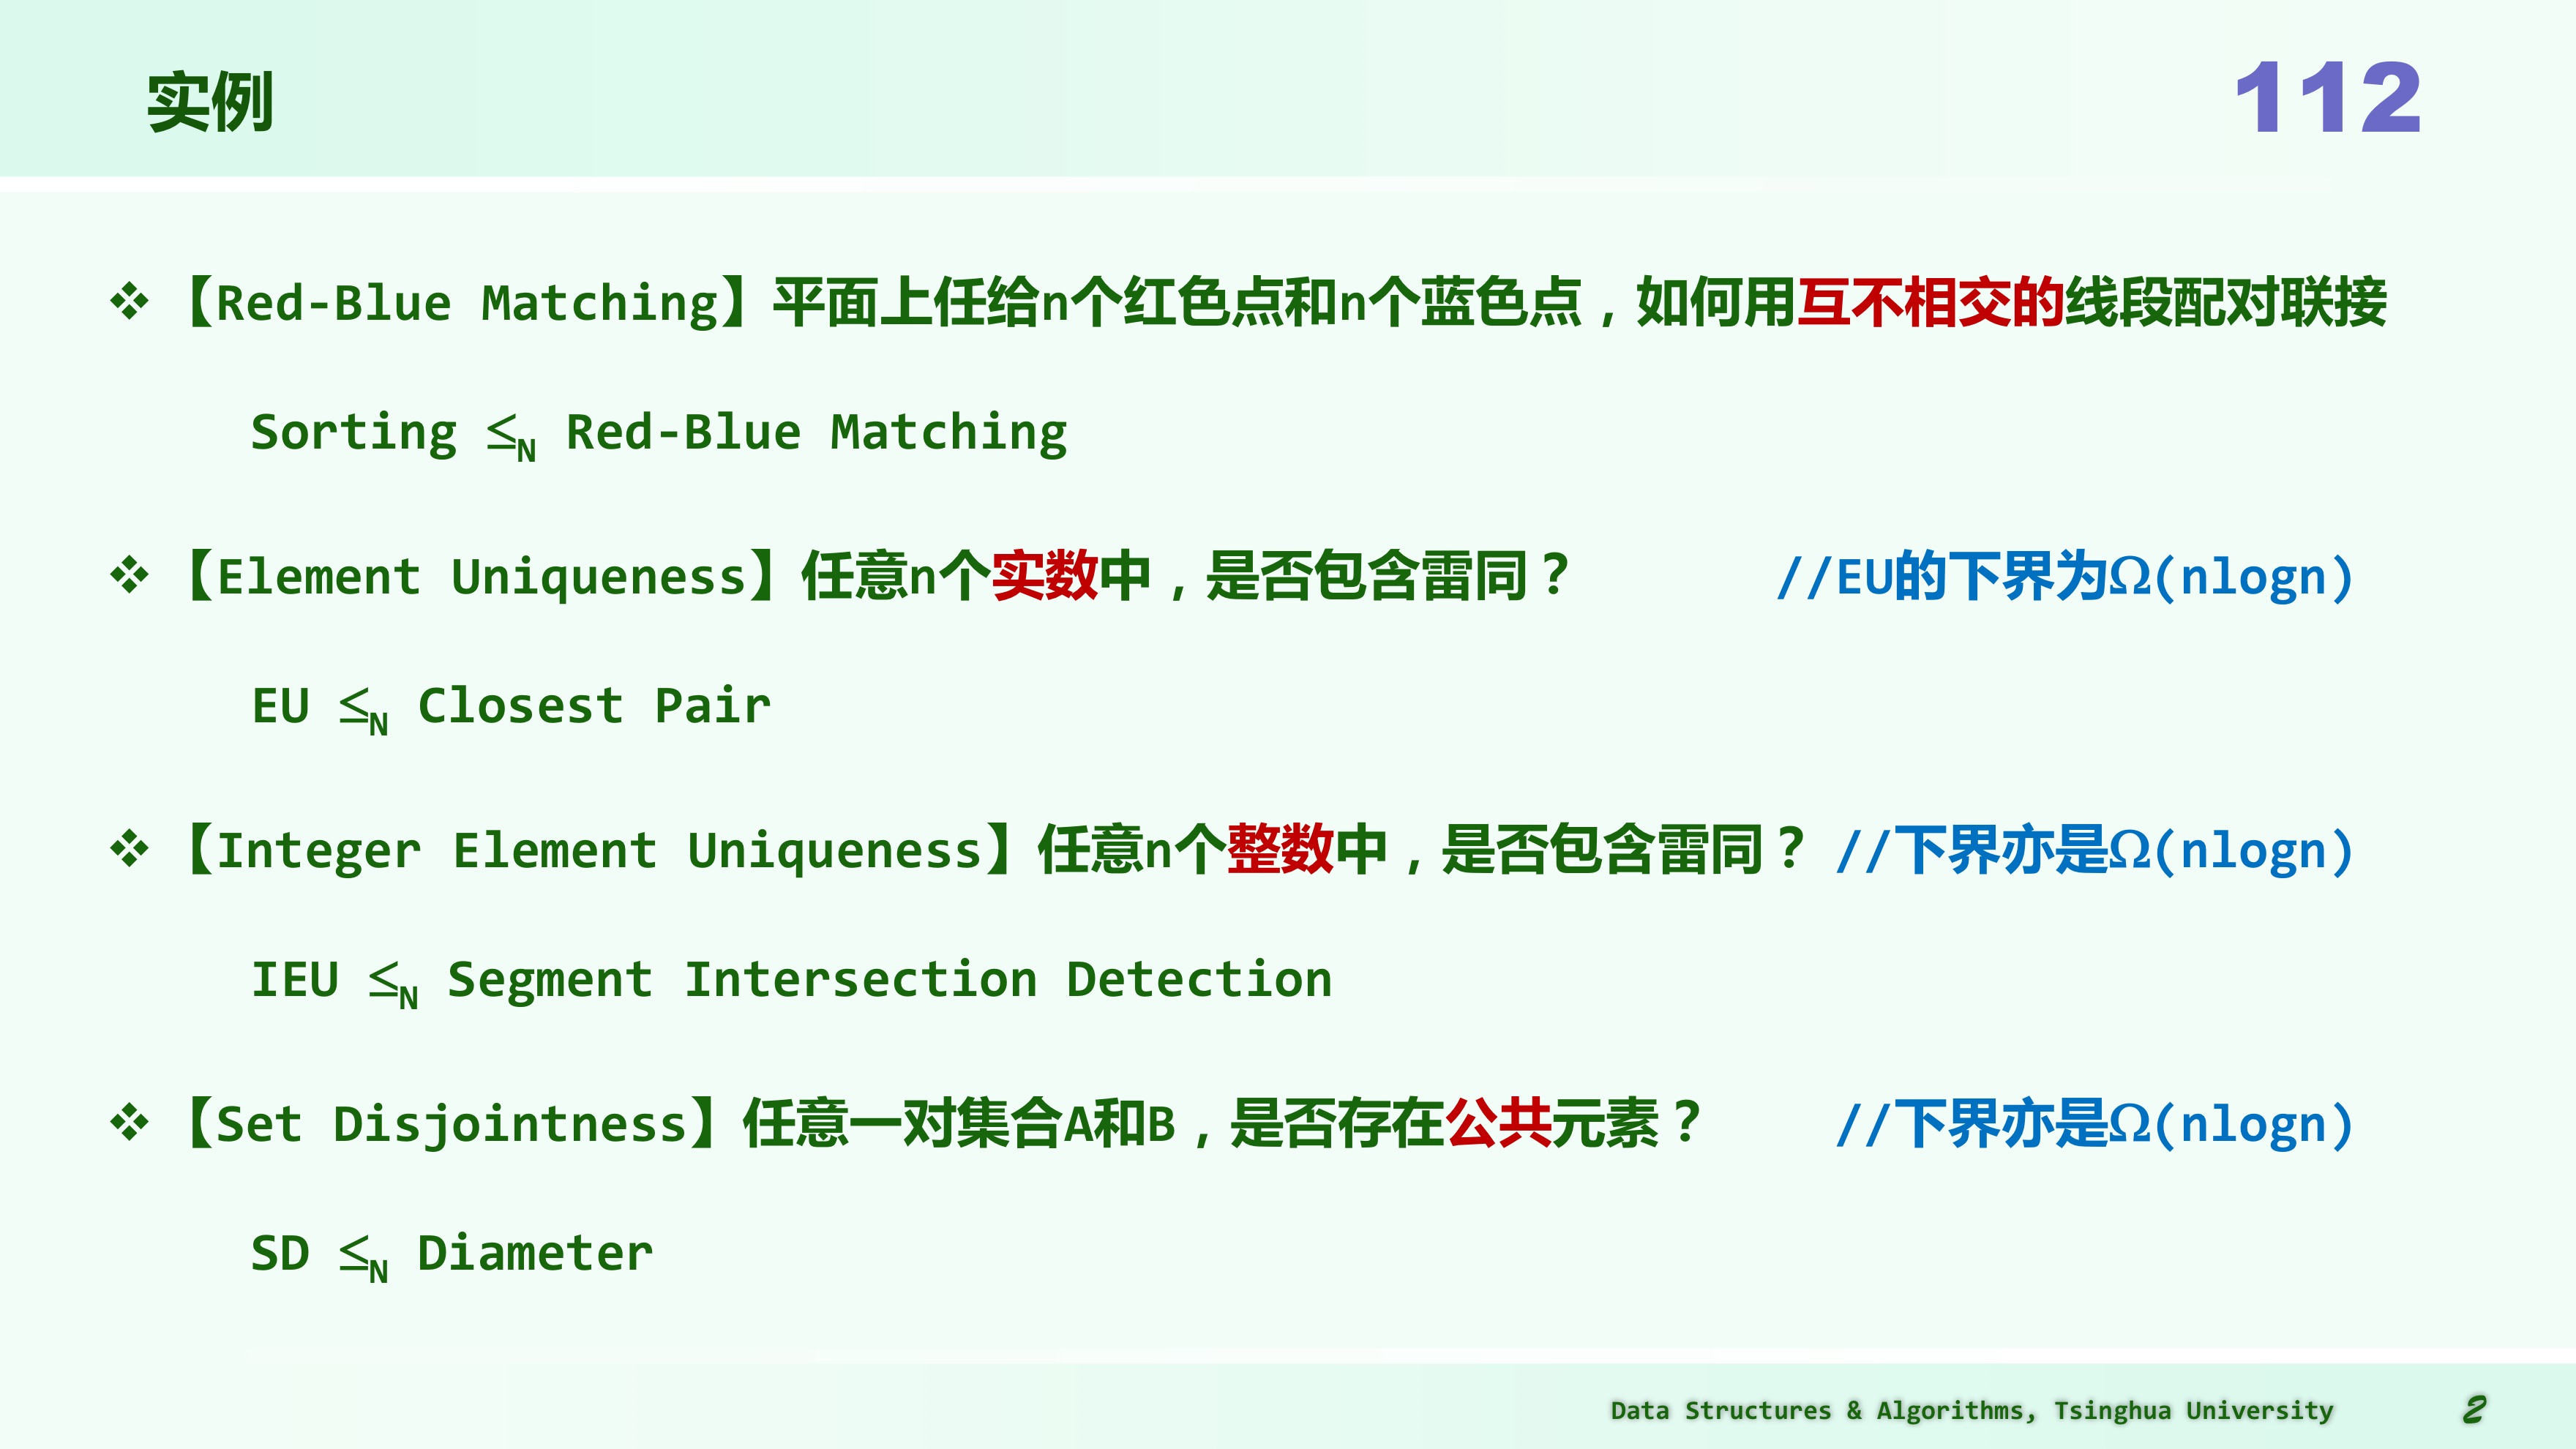 实例
112
❖【Red-Blue Matching】平面上任给n个红色点和n个蓝色点，如何用互不相交的线段配对联接
Sorting ≤N Red-Blue Matching
❖【Element Uniqueness】任意n个实数中，是否包含雷同？ //EU的下界为Ω(nlogn)
EU ≤N Closest Pair
❖【Integer Element Uniqueness】任意n个整数中，是否包含雷同？ //下界亦是Ω(nlogn)
IEU ≤N Segment Intersection Detection
❖【Set Disjointness】任意一对集合A和B，是否存在公共元素？ //下界亦是Ω(nlogn)
SD ≤N Diameter
Data Structures & Algorithms, Tsinghua University 2